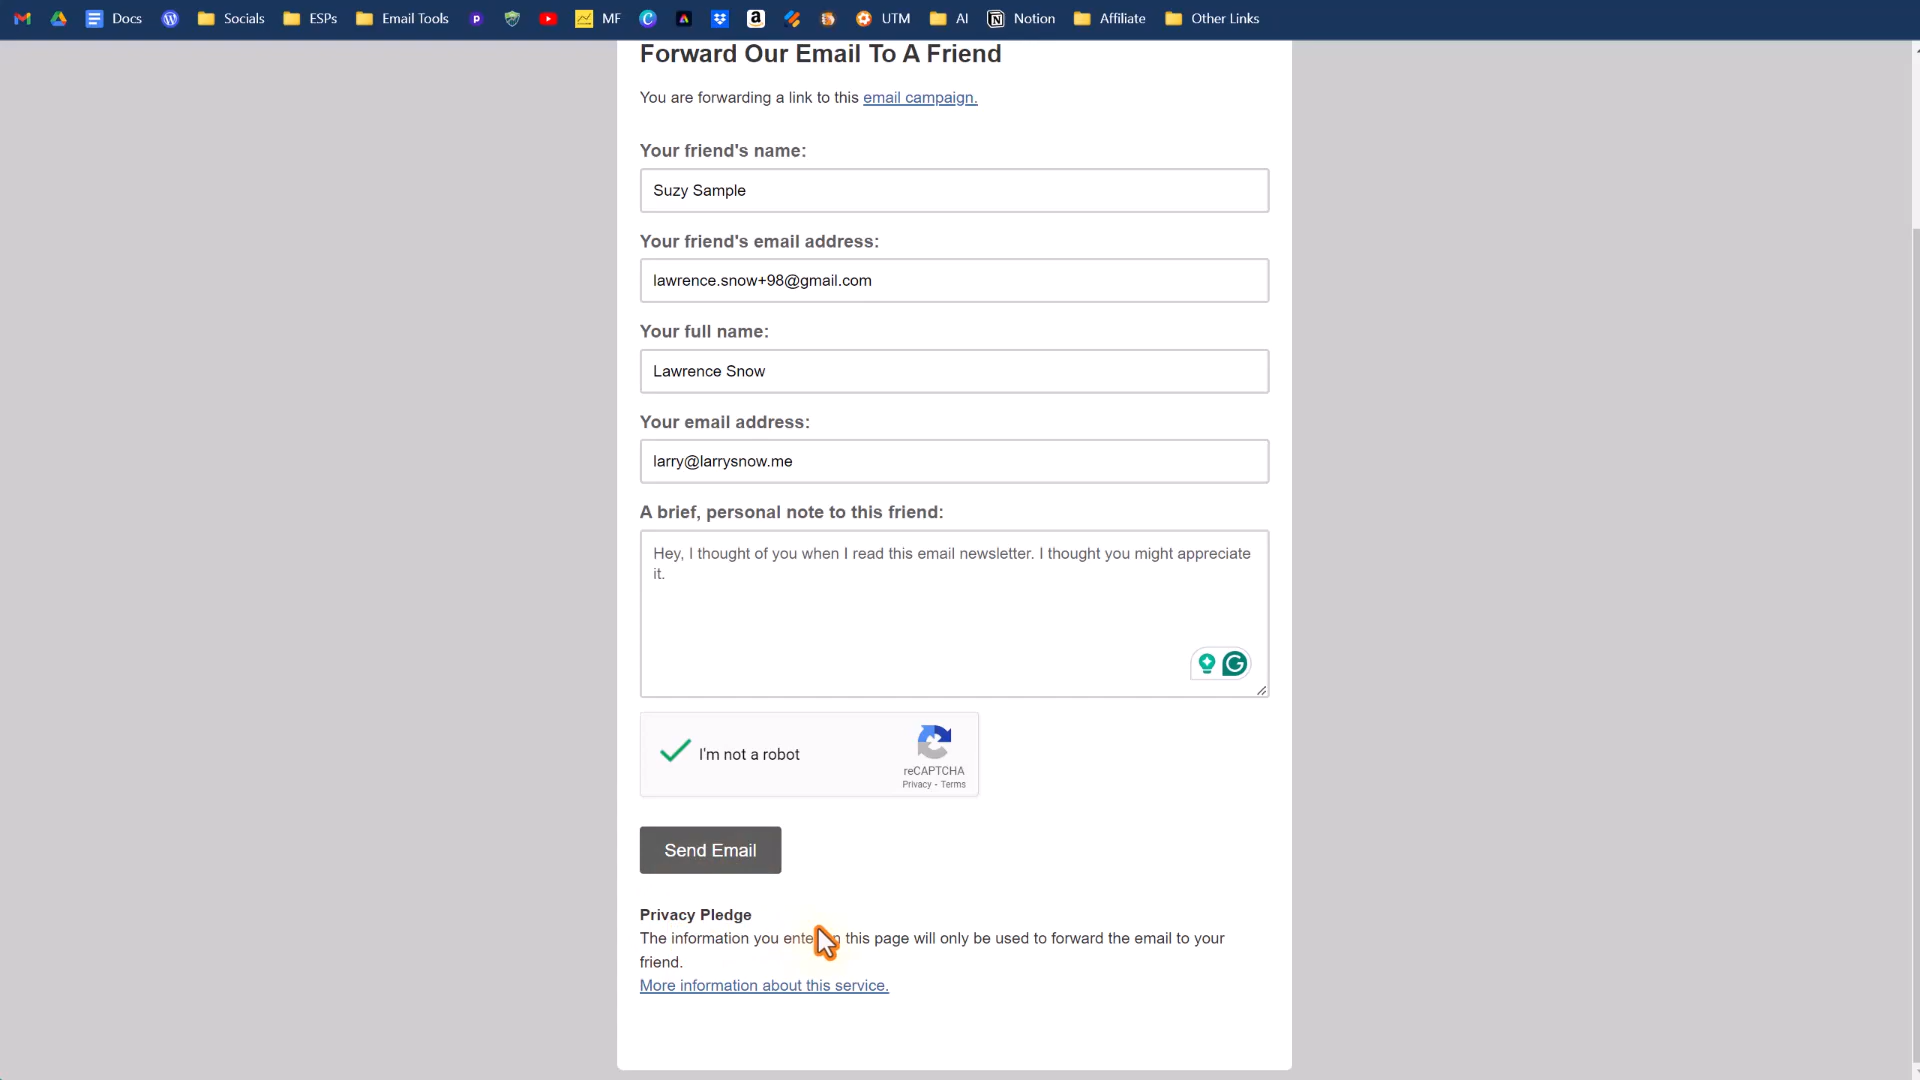 Docs Socials ESPs Email Tools MF UTM AI Notion Affiliate Other Links
Forward Our Email To A Friend
You are forwarding a link to this email campaign.
Your friend's name:
Suzy Sample
Your friend's email address:
lawrence.snow+98@gmail.com
Your full name:
Lawrence Snow
Your email address:
larry@larrysnow.me
A brief, personal note to this friend:
Hey, I thought of you when I read this email newsletter. I thought you might appreciate
it.
I'm not a robot
reCAPTCHA
Privacy - Terms
Send Email
Privacy Pledge
The information you this page will only be used to forward the email to your
friend.
More information about this service.